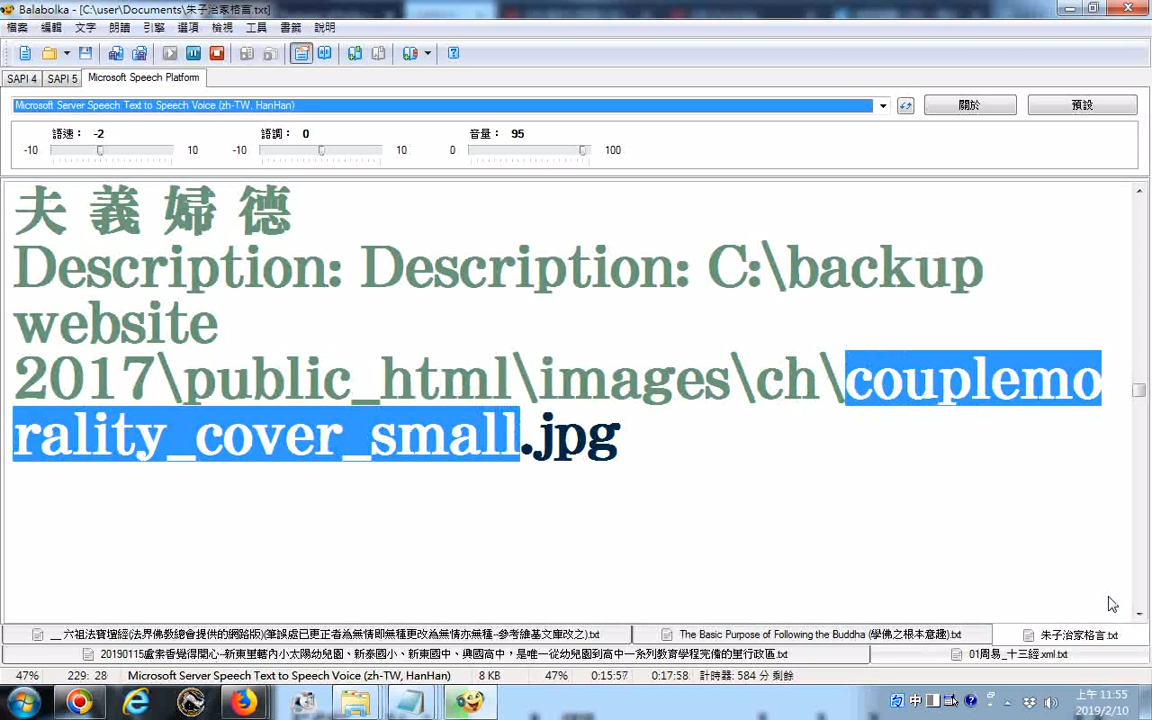 Balabolka - [C:\user\Documents\朱子治家格言.txt]
檔案 編輯 文字 朗讀 引擎 選項 檢視 工具 書籤 說明
SAPI 4 SAPI 5 Microsoft Speech Platform
Microsoft Server Speech Text to Speech Voice (zh-TW, HanHan) 關於 預設
語速： -2 語調： 0 音量： 95
-10 10 -10 10 0 100
夫 義 婦 德
Description: Description: C:\backup
website
2017\public_html\images\ch\couplemo
rality_cover_small.jpg
__ 六祖法寶壇經(法界佛教總會提供的網路版)(筆誤處已更正者為無情即無種更改為無情亦無種--參考維基文庫改之).txt The Basic Purpose of Following the Buddha (學佛之根本意趣).txt 朱子治家格言.txt
20190115盧素香覺得開心--新東里轄內小太陽幼兒園、新泰國小、新東國中、興國高中，是唯一從幼兒園到高中一系列教育學程完備的里行政區.txt 01周易_十三經.xml.txt
47% 229: 28 Microsoft Server Speech Text to Speech Voice (zh-TW, HanHan) 8 KB 47% 0:15:57 0:17:58 計時器: 584 分 剩餘
中 上午 11:55
2019/2/10